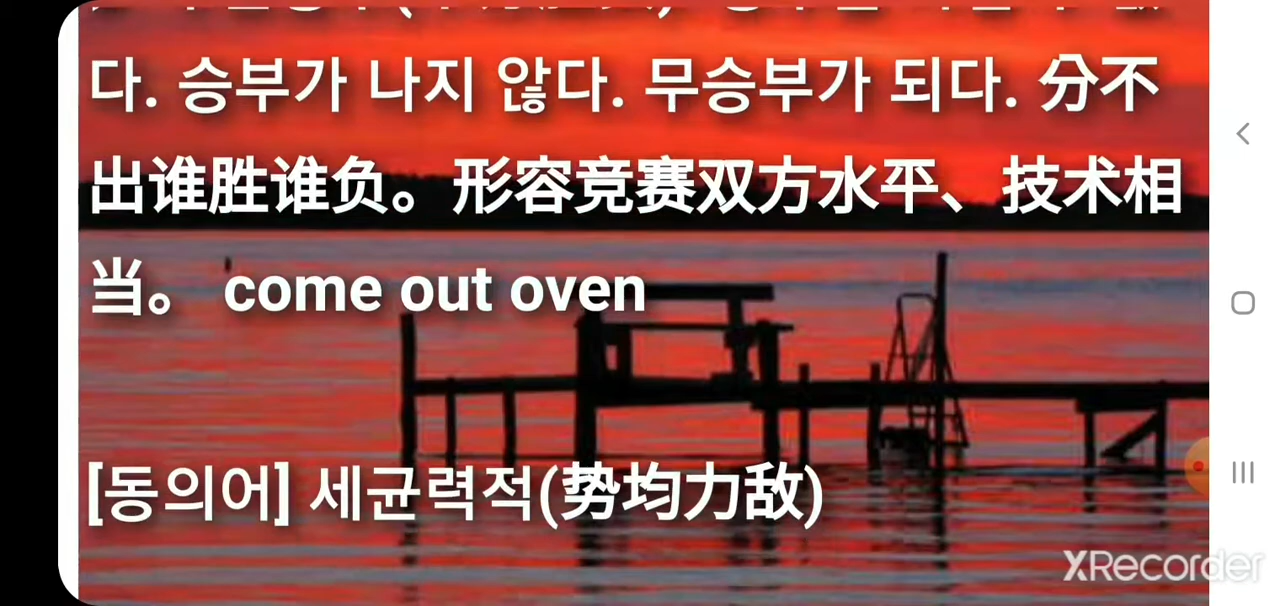 다. 승부가 나지 않다. 무승부가 되다. 分不
出谁胜谁负。形容竞赛双方水平、技术相
当。 come out oven
[동의어] 세균력적(势均力敌)
XRecorder